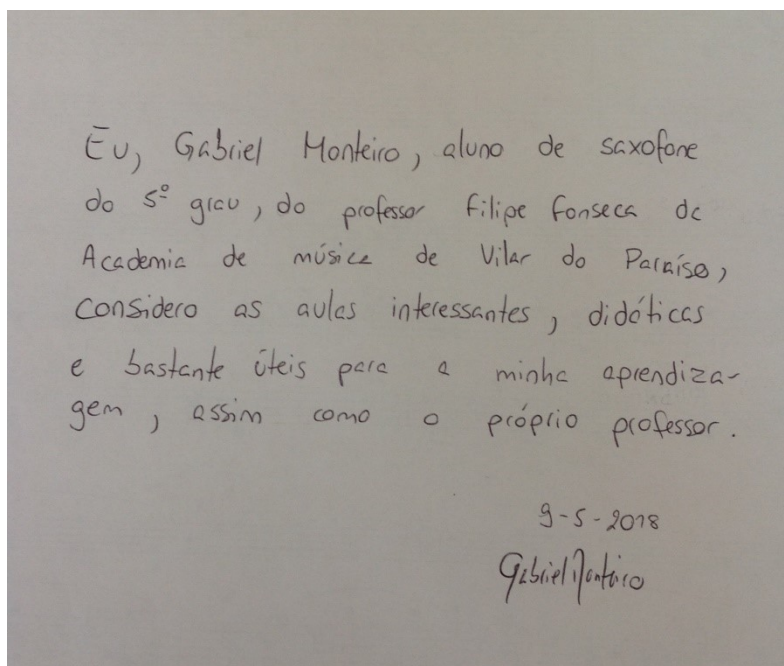 Eu, Gabriel Monteiro, aluno de saxofone
do 5º grau, do professor Filipe Fonseca da
Academia de música de Vilar do Paraíso,
considero as aulas interessantes, didáticas
e bastante úteis para a minha aprendiza-
gem, assim como o próprio professor.
9-5-2018
Gabriel Monteiro